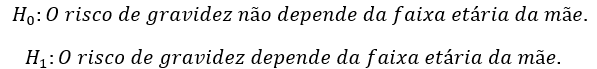 H₀: O risco de gravidez não depende da faixa etária da mãe.
H₁: O risco de gravidez depende da faixa etária da mãe.